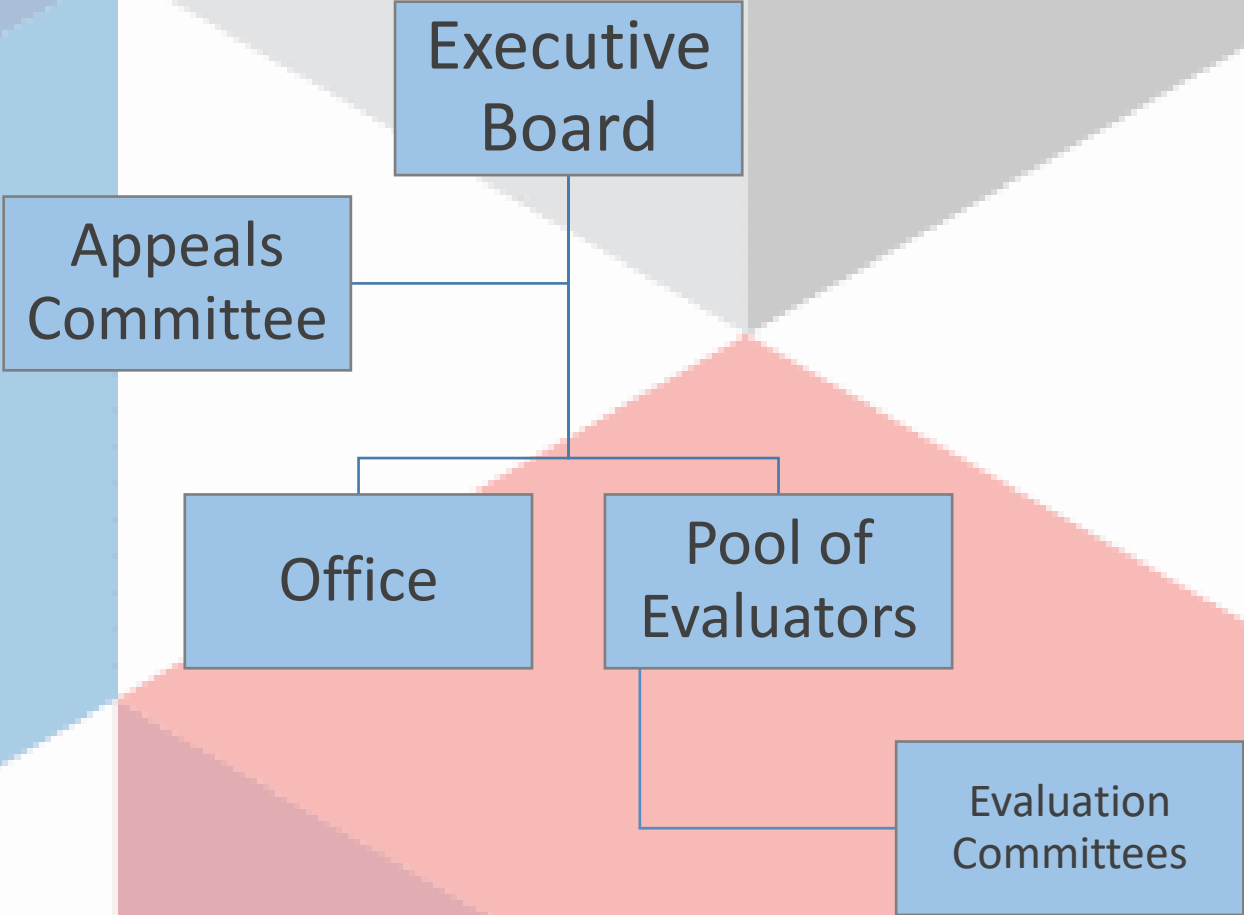 Executive
Board
Appeals
Committee
Office
Pool of
Evaluators
Evaluation
Committees